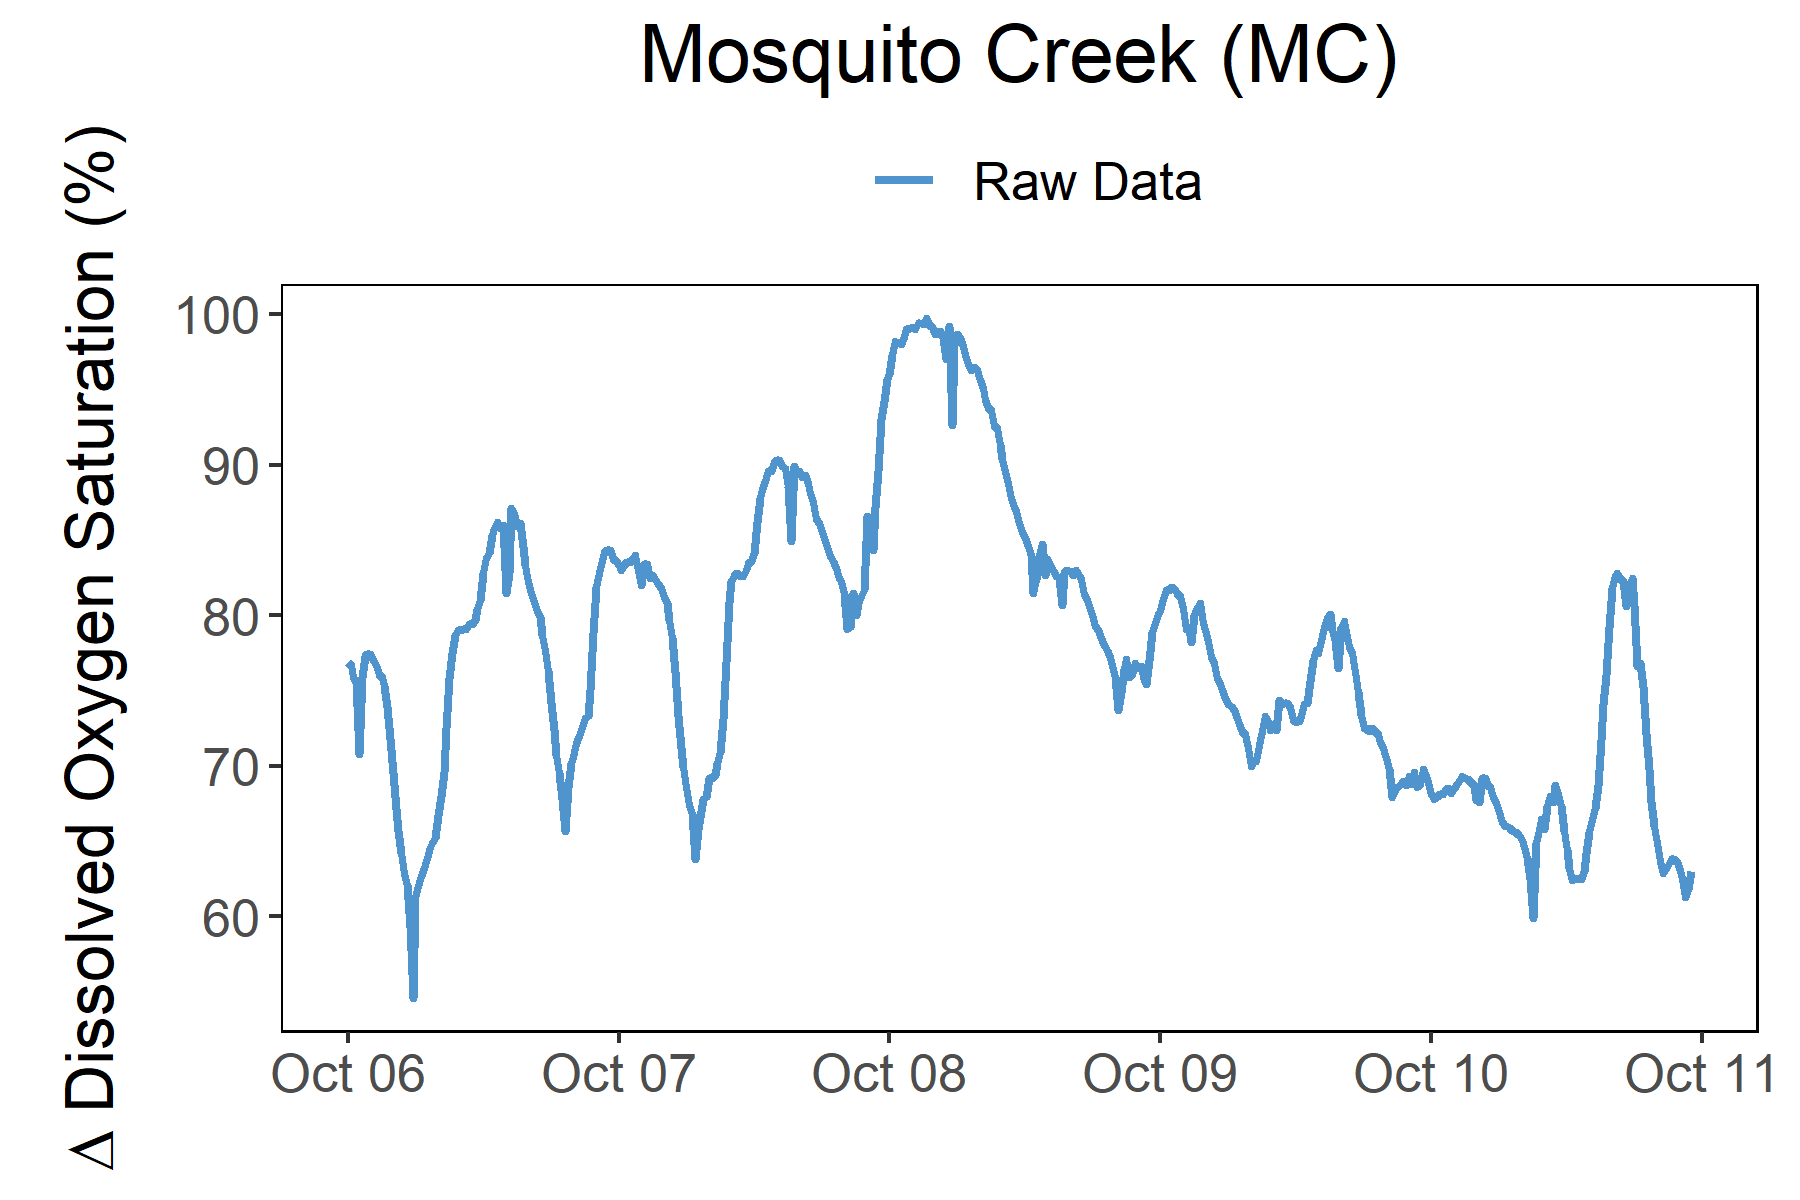 Mosquito Creek (MC)
Raw Data
Δ Dissolved Oxygen Saturation (%)
100
90
80
70
60
Oct 06 Oct 07 Oct 08 Oct 09 Oct 10 Oct 11